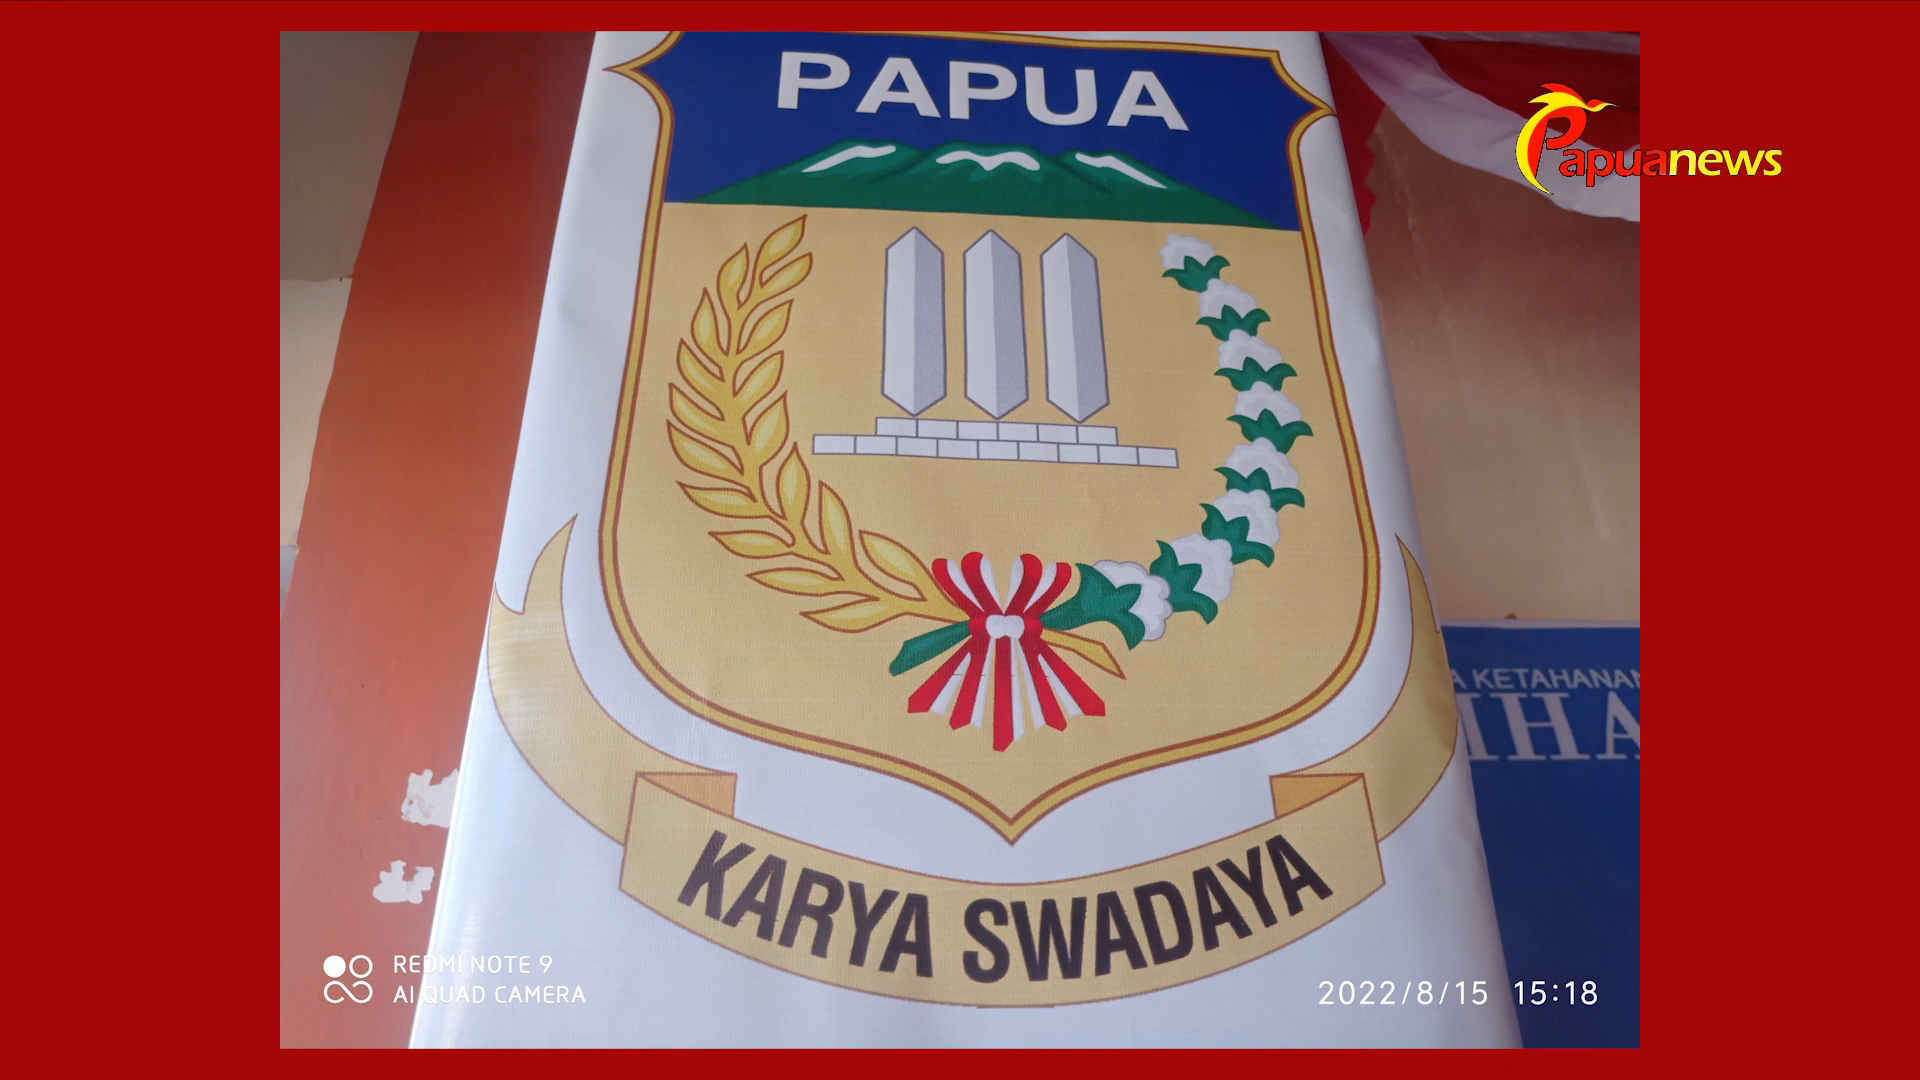 PAPUA
Papuanews
A KETAHANAN
KARYA SWADAYA
REDMI NOTE 9
AI QUAD CAMERA
2022/8/15 15:18